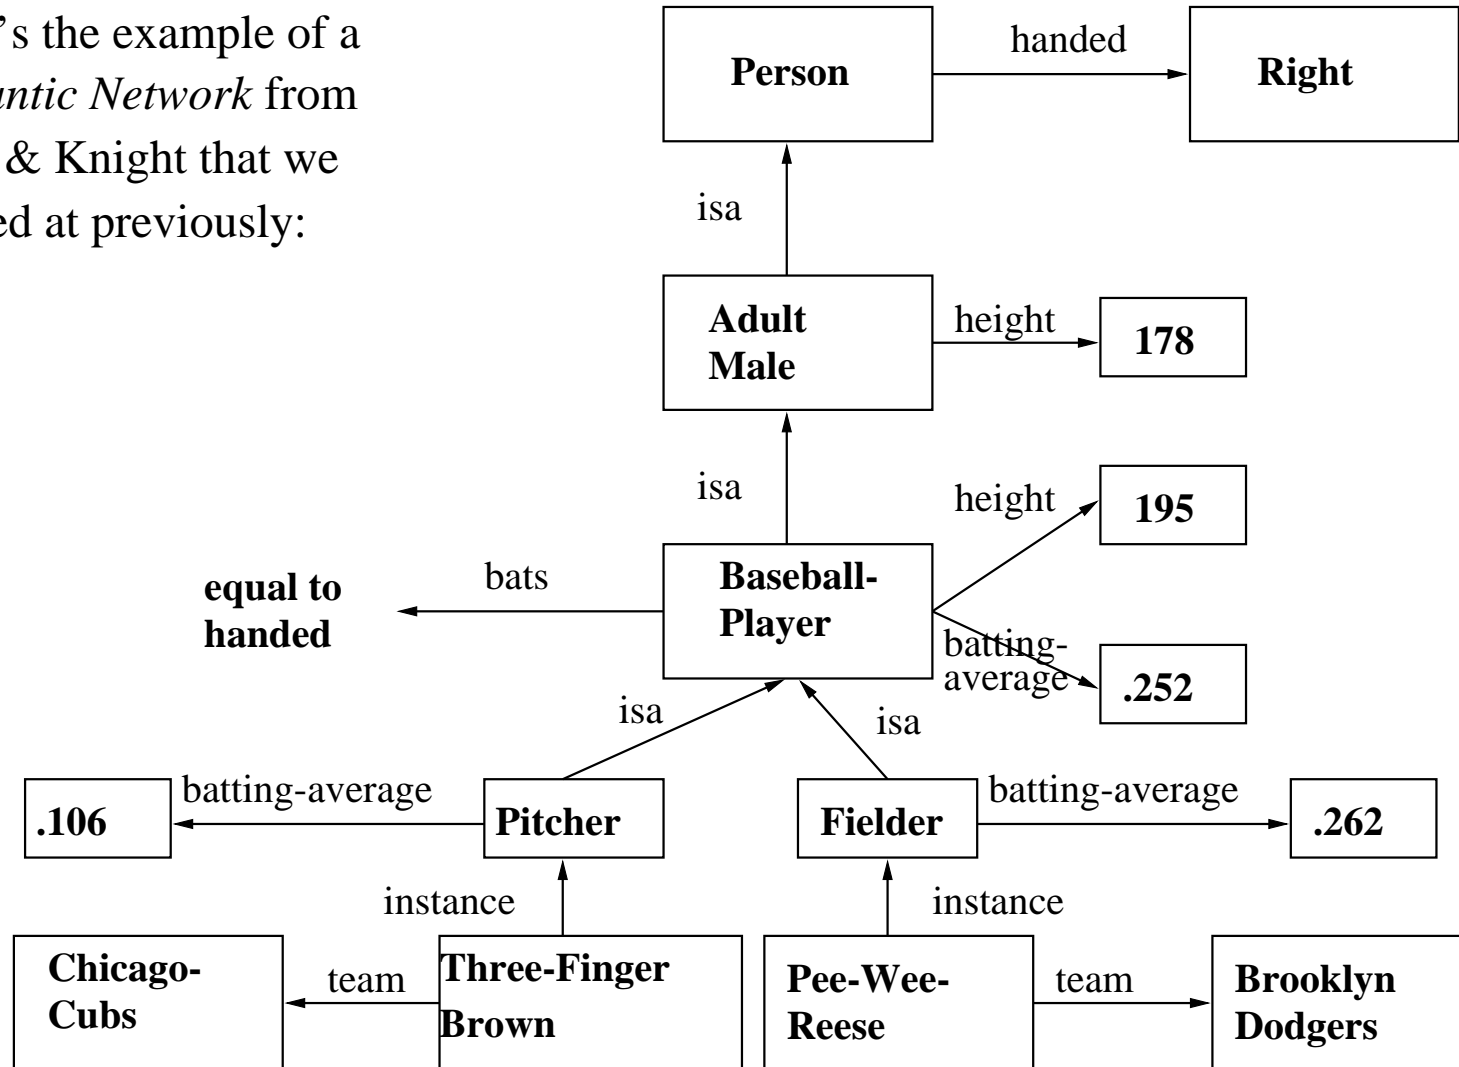 ’s the example of a
antic Network from
& Knight that we
ed at previously:
Person
handed
Right
isa
Adult
Male
height
178
isa
height
195
equal to
handed
bats
Baseball-
Player
batting-
average
.252
isa
isa
.106
batting-average
Pitcher
Fielder
batting-average
.262
instance
instance
Chicago-
Cubs
team
Three-Finger
Brown
Pee-Wee-
Reese
team
Brooklyn
Dodgers